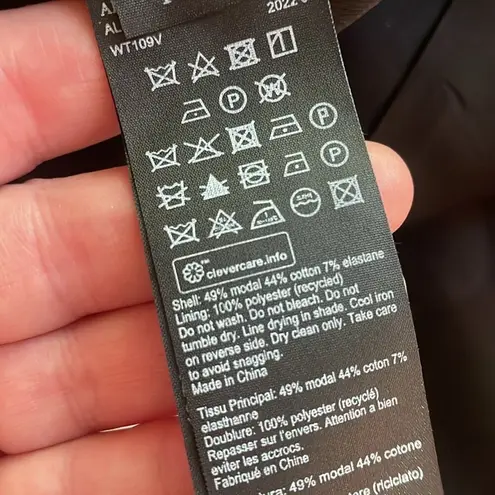 2022
WT109V
clevercare.info
Shell: 49% modal 44% cotton 7% elastane
Lining: 100% polyester (recycled)
Do not wash. Do not bleach. Do not
tumble dry. Line drying in shade. Cool iron
on reverse side. Dry clean only. Take care
to avoid snagging.
Made in China
Tissu Principal: 49% modal 44% coton 7%
elasthanne
Doublure: 100% polyester (recyclé)
Repasser sur l'envers. Attention a bien
eviter les accrocs.
Fabriqué en Chine
49% modal 44% cotone
(riciclato)